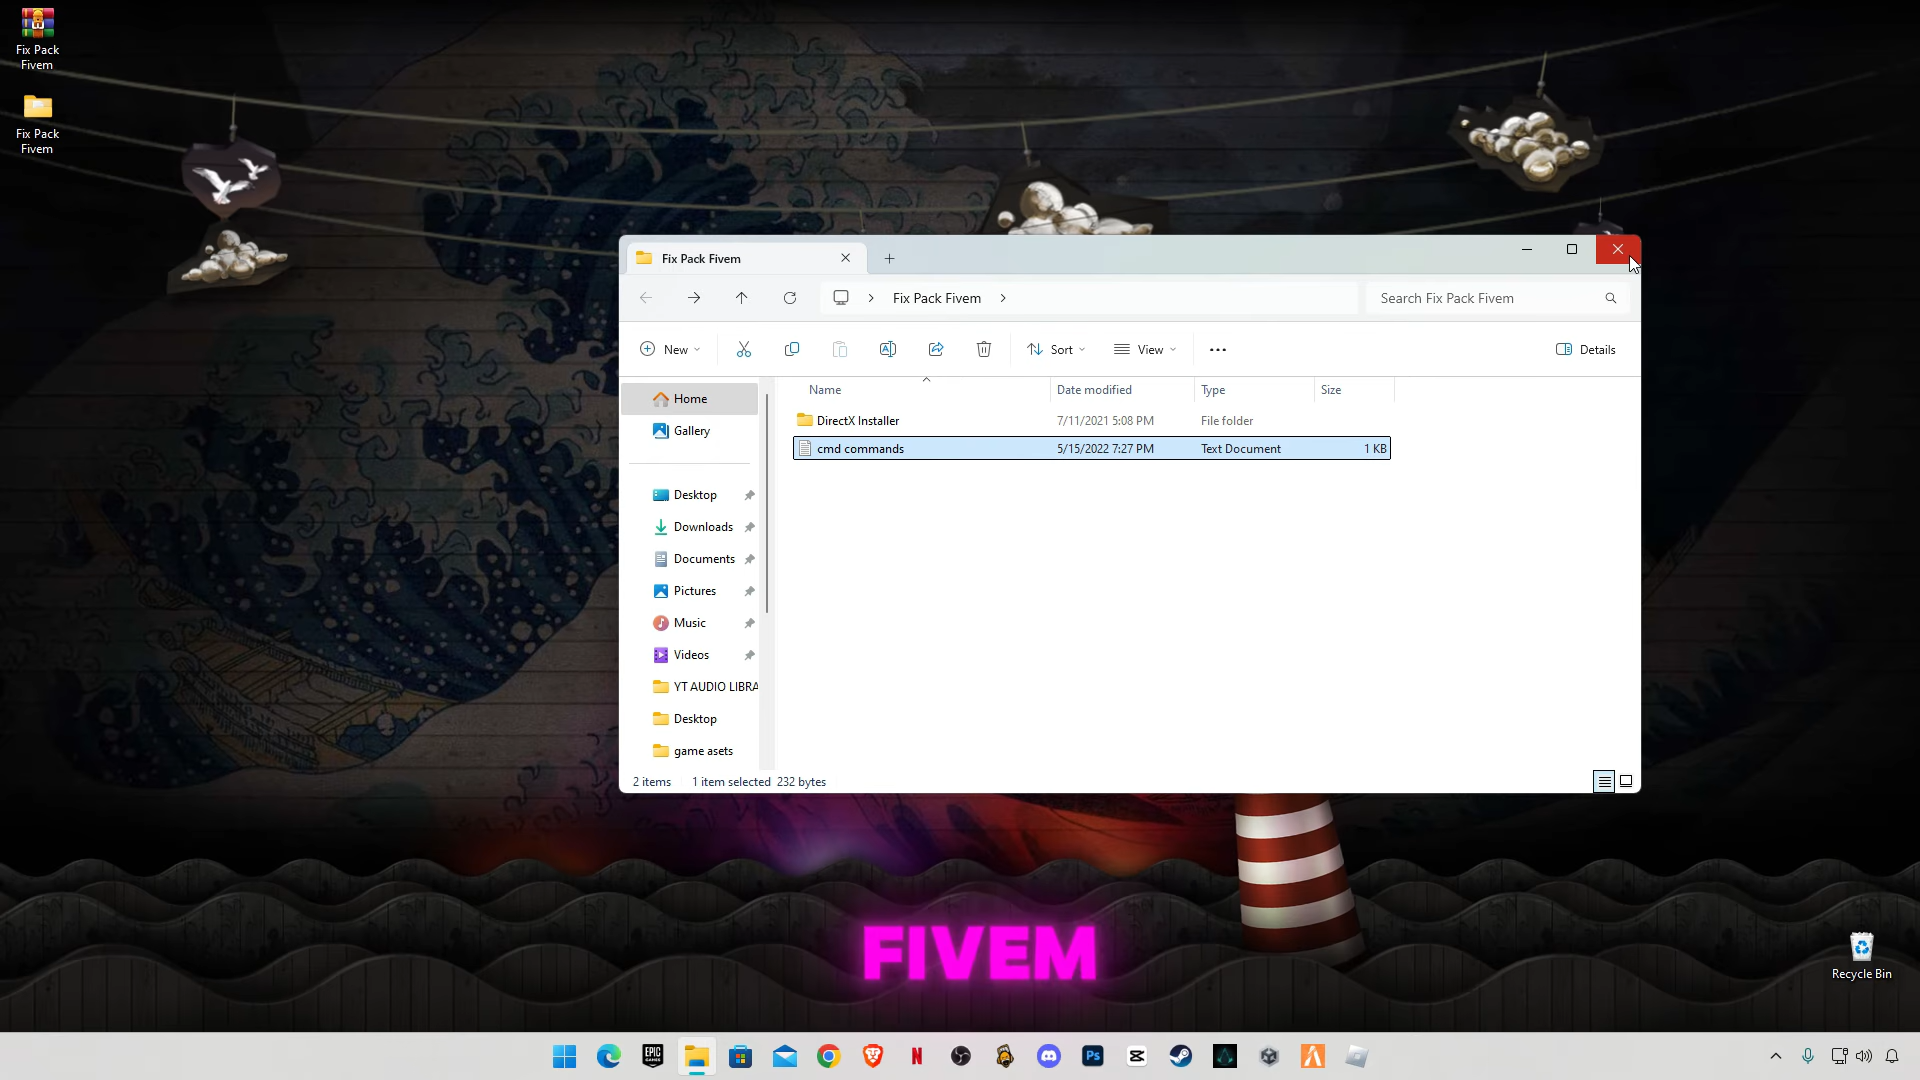 Fix Pack
Fivem
Fix Pack
Fivem
Fix Pack Fivem
Fix Pack Fivem
Search Fix Pack Fivem
New
Sort
View
Details
Name
Date modified
Type
Size
Home
Gallery
Desktop
Downloads
Documents
Pictures
Music
Videos
YT AUDIO LIBRA
Desktop
game asets
DirectX Installer
7/11/2021 5:08 PM
File folder
cmd commands
5/15/2022 7:27 PM
Text Document
1 KB
2 items
1 item selected 232 bytes
FIVEM
Recycle Bin
EPIC
GAMES
N
Ps